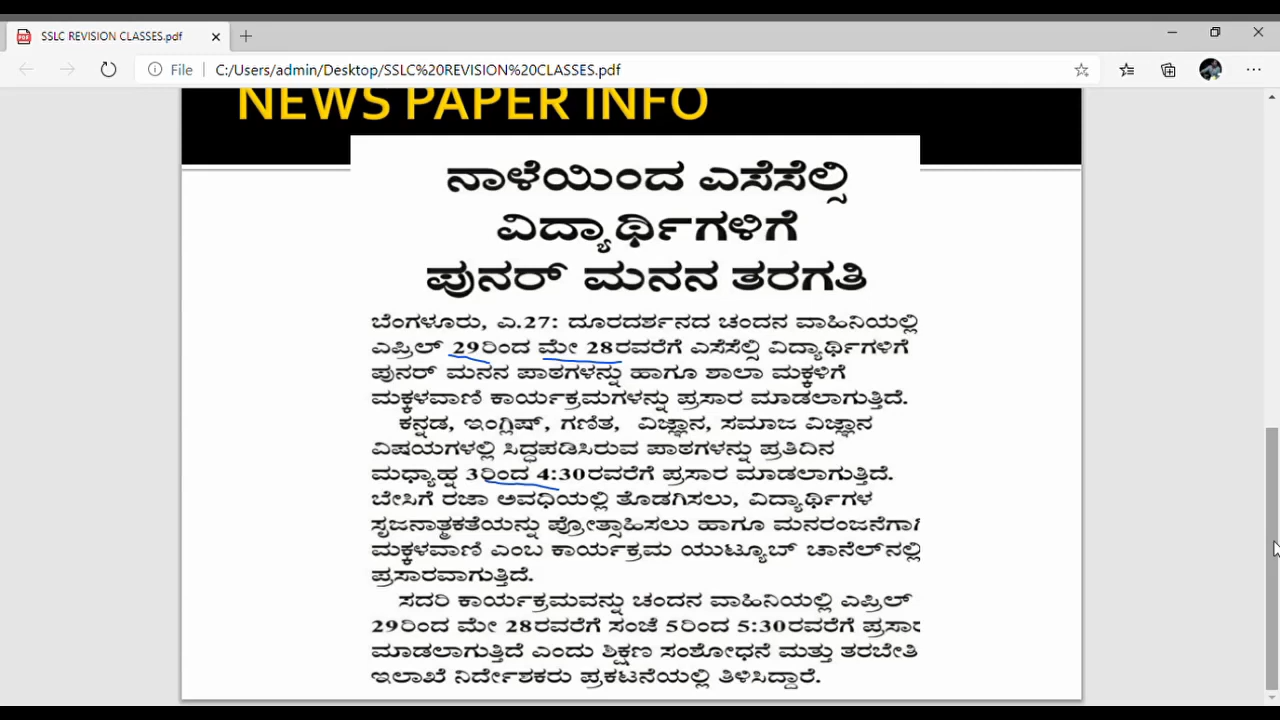 SSLC REVISION CLASSES.pdf
File C:/Users/admin/Desktop/SSLC%20REVISION%20CLASSES.pdf
NEWS PAPER INFO
ನಾಳೆಯಿಂದ ಎಸೆಸೆಲ್ಸಿ
ವಿದ್ಯಾರ್ಥಿಗಳಿಗೆ
ಪುನರ್ ಮನನ ತರಗತಿ
ಬೆಂಗಳೂರು, ಎ.27: ದೂರದರ್ಶನದ ಚಂದನ ವಾಹಿನಿಯಲ್ಲಿ
ಎಪ್ರಿಲ್ 29ರಿಂದ ಮೇ 28ರವರೆಗೆ ಎಸೆಸೆಲ್ಸಿ ವಿದ್ಯಾರ್ಥಿಗಳಿಗೆ
ಪುನರ್ ಮನನ ಪಾಠಗಳನ್ನು ಹಾಗೂ ಶಾಲಾ ಮಕ್ಕಳಿಗೆ
ಮಕ್ಕಳವಾಣಿ ಕಾರ್ಯಕ್ರಮಗಳನ್ನು ಪ್ರಸಾರ ಮಾಡಲಾಗುತ್ತಿದೆ.
ಕನ್ನಡ, ಇಂಗ್ಲಿಷ್, ಗಣಿತ, ವಿಜ್ಞಾನ, ಸಮಾಜ ವಿಜ್ಞಾನ
ವಿಷಯಗಳಲ್ಲಿ ಸಿದ್ಧಪಡಿಸಿರುವ ಪಾಠಗಳನ್ನು ಪ್ರತಿದಿನ
ಮಧ್ಯಾಹ್ನ 3ರಿಂದ 4:30ರವರೆಗೆ ಪ್ರಸಾರ ಮಾಡಲಾಗುತ್ತಿದೆ.
ಬೇಸಿಗೆ ರಜಾ ಅವಧಿಯಲ್ಲಿ ತೊಡಗಿಸಲು, ವಿದ್ಯಾರ್ಥಿಗಳ
ಸೃಜನಾತ್ಮಕತೆಯನ್ನು ಪ್ರೋತ್ಸಾಹಿಸಲು ಹಾಗೂ ಮನರಂಜನೆಗಾಗಿ
ಮಕ್ಕಳವಾಣಿ ಎಂಬ ಕಾರ್ಯಕ್ರಮ ಯುಟ್ಯೂಬ್ ಚಾನೆಲ್‌ನಲ್ಲಿ
ಪ್ರಸಾರವಾಗುತ್ತಿದೆ.
ಸದರಿ ಕಾರ್ಯಕ್ರಮವನ್ನು ಚಂದನ ವಾಹಿನಿಯಲ್ಲಿ ಎಪ್ರಿಲ್
29ರಿಂದ ಮೇ 28ರವರೆಗೆ ಸಂಜೆ 5ರಿಂದ 5:30ರವರೆಗೆ ಪ್ರಸಾರ
ಮಾಡಲಾಗುತ್ತಿದೆ ಎಂದು ಶಿಕ್ಷಣ ಸಂಶೋಧನೆ ಮತ್ತು ತರಬೇತಿ
ಇಲಾಖೆ ನಿರ್ದೇಶಕರು ಪ್ರಕಟನೆಯಲ್ಲಿ ತಿಳಿಸಿದ್ದಾರೆ.